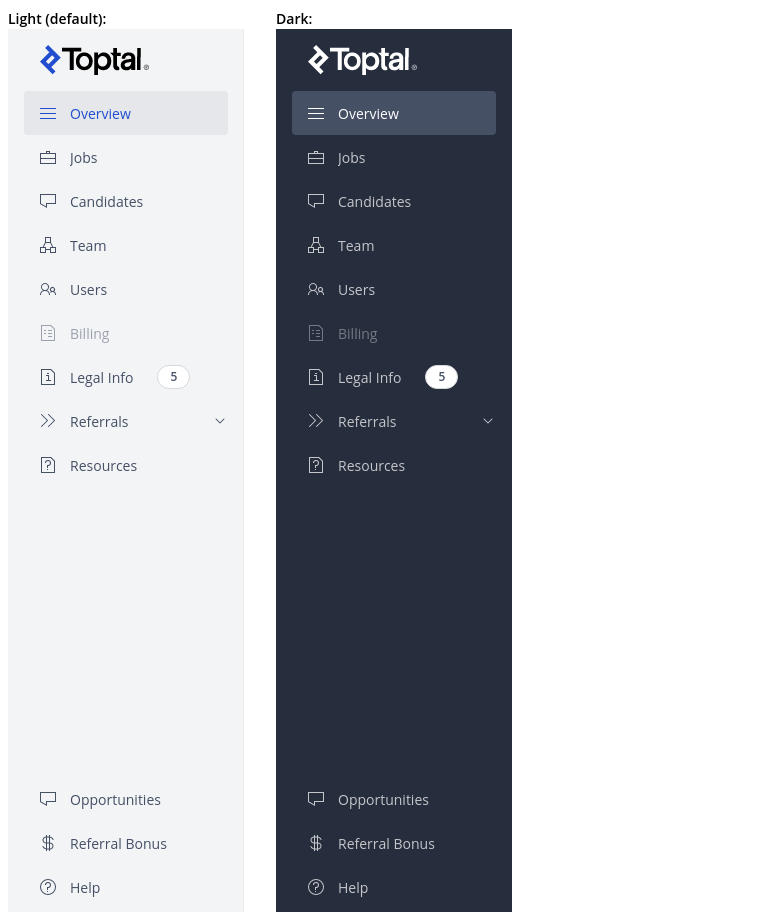 Light (default):
Toptal®
Overview
Jobs
Candidates
Team
Users
Billing
Legal Info 5
Referrals
Resources
Opportunities
Referral Bonus
Help
Dark:
Toptal®
Overview
Jobs
Candidates
Team
Users
Billing
Legal Info 5
Referrals
Resources
Opportunities
Referral Bonus
Help